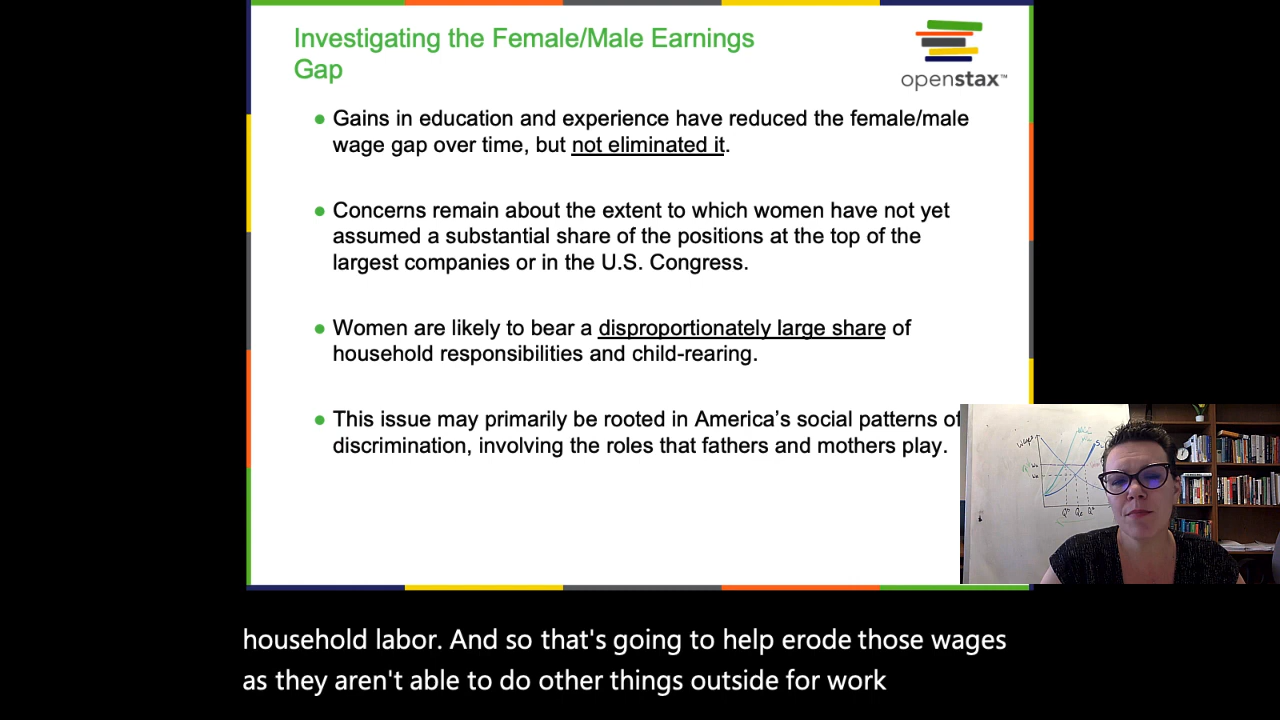 Investigating the Female/Male Earnings
Gap
openstax™
● Gains in education and experience have reduced the female/male
wage gap over time, but not eliminated it.
● Concerns remain about the extent to which women have not yet
assumed a substantial share of the positions at the top of the
largest companies or in the U.S. Congress.
● Women are likely to bear a disproportionately large share of
household responsibilities and child-rearing.
● This issue may primarily be rooted in America’s social patterns of
discrimination, involving the roles that fathers and mothers play.
household labor. And so that's going to help erode those wages
as they aren't able to do other things outside for work